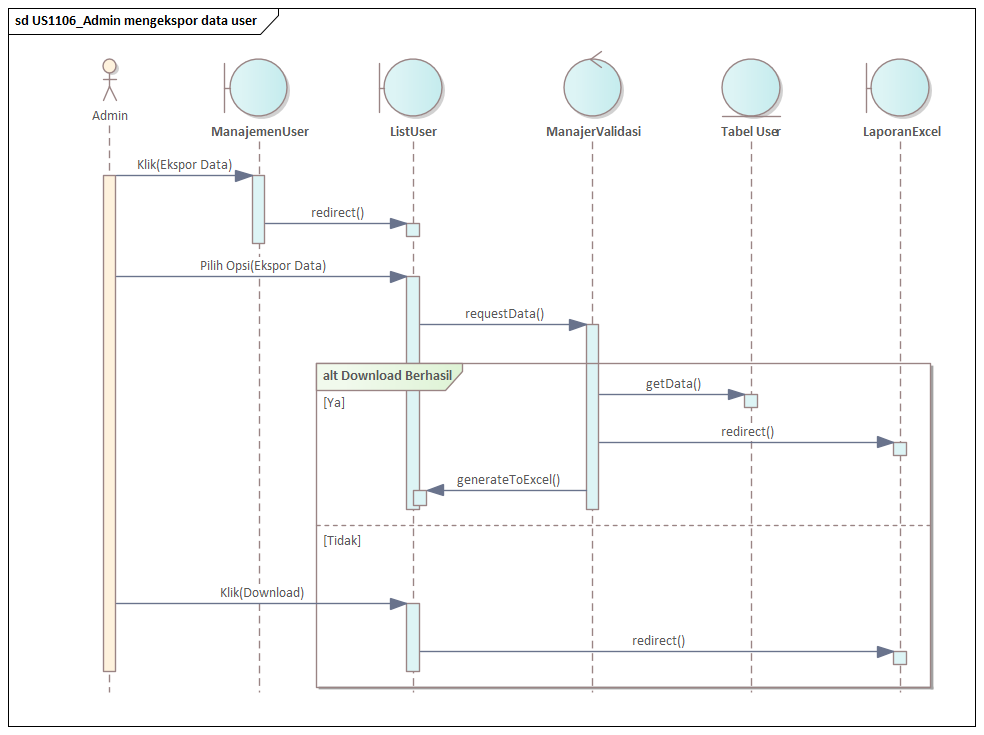 sd US1106_Admin mengekspor data user
Admin
ManajemenUser
ListUser
ManajerValidasi
Tabel User
LaporanExcel
Klik(Ekspor Data)
redirect()
Pilih Opsi(Ekspor Data)
requestData()
alt Download Berhasil
[Ya]
getData()
redirect()
generateToExcel()
[Tidak]
Klik(Download)
redirect()